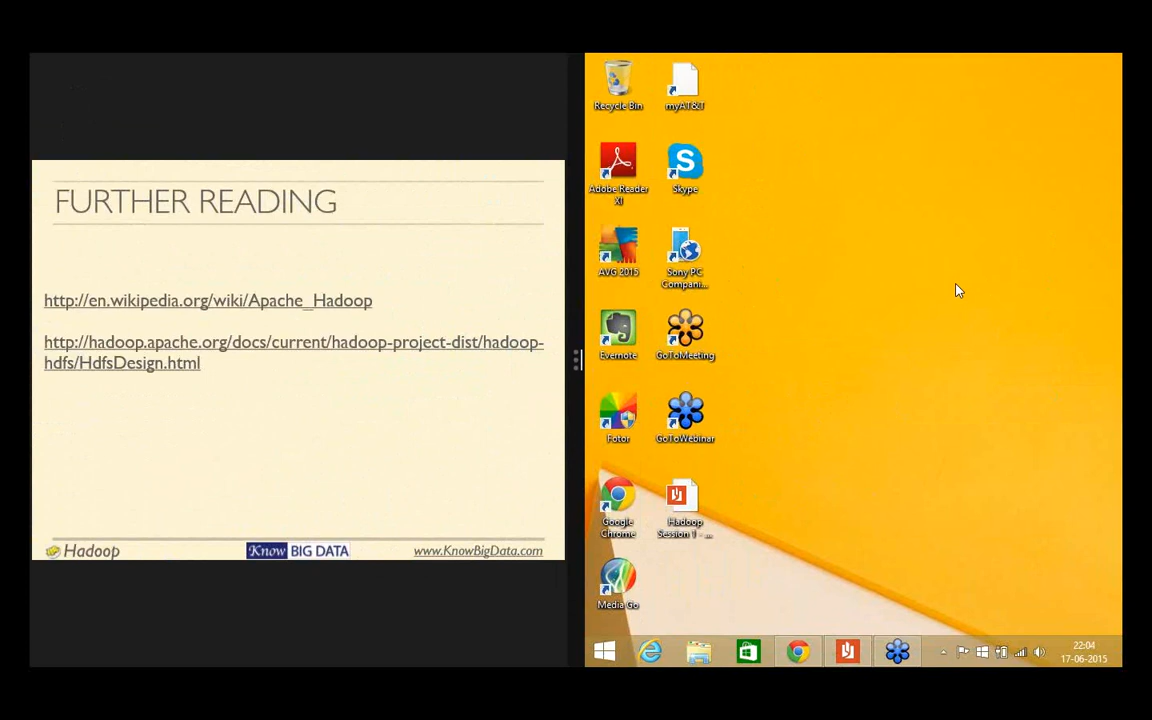 FURTHER READING
http://en.wikipedia.org/wiki/Apache_Hadoop
http://hadoop.apache.org/docs/current/hadoop-project-dist/hadoop-
hdfs/HdfsDesign.html
Hadoop
Know BIG DATA
www.KnowBigData.com
Recycle Bin
myAT&T
Adobe Reader
XI
Skype
AVG 2015
Sony PC
Compani...
Evernote
GoToMeeting
Fotor
GoToWebinar
Google
Chrome
Hadoop
Session 1 - ...
Media Go
22:04
17-06-2015